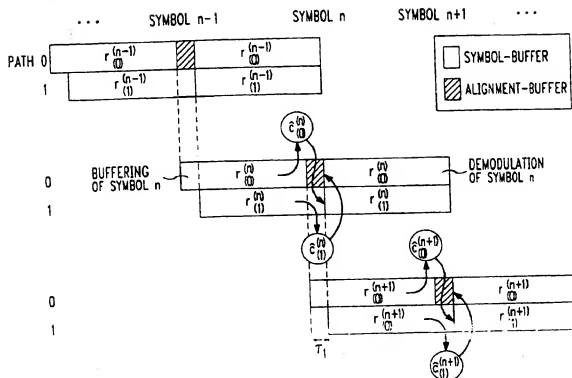 ... SYMBOL n-1 SYMBOL n SYMBOL n+1 ...
PATH 0 r(0)(n-1) r(0)(n-1)
1 r(1)(n-1) r(1)(n-1)
SYMBOL-BUFFER
ALIGNMENT-BUFFER
ĉ(0)(n)
BUFFERING OF SYMBOL n
DEMODULATION OF SYMBOL n
0 r(0)(n) r(0)(n)
1 r(1)(n) r(1)(n)
ĉ(1)(n)
ĉ(0)(n+1)
0 r(0)(n+1) r(0)(n+1)
1 r(1)(n+1) r(1)(n+1)
τ1
ĉ(1)(n+1)